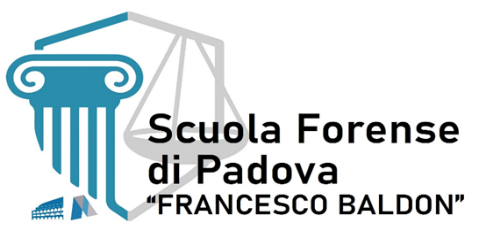 Scuola Forense
di Padova
“FRANCESCO BALDON”